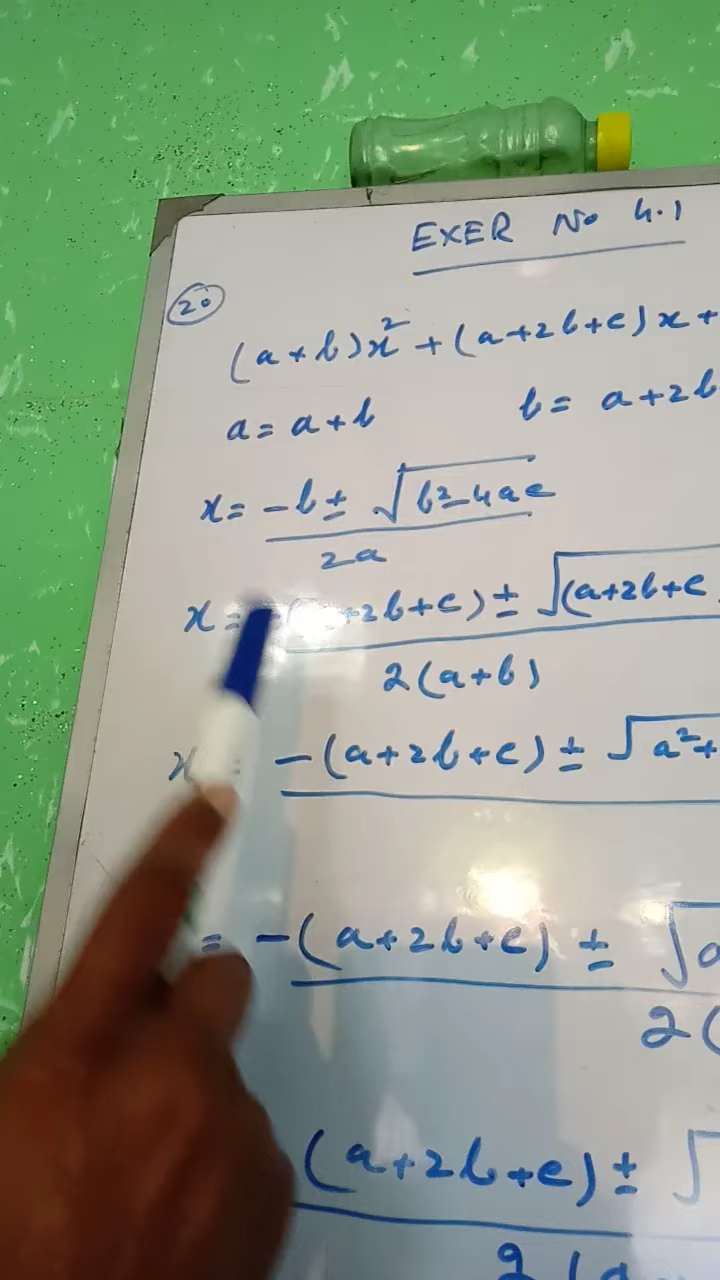 EXER No 4.1
20
(a+b)x²+(a+2b+c)x+
a = a+b b = a+2b
x = -b ± √b²-4ac
2a
x = -(a+2b+c) ± √(a+2b+c
2(a+b)
x = -(a+2b+c) ± √a²+
= -(a+2b+c) ± √a
2(
(a+2b+c) ± √
2(a